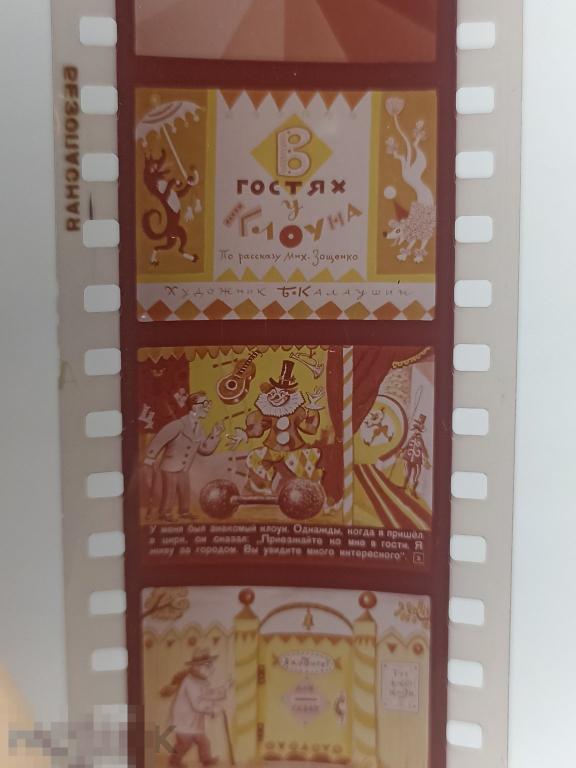 БЕЗОПАСНАЯ
В
ГОСТЯХ
У
КЛОУНА
По рассказу Мих. Зощенко
Художник Б. Калаушин
У меня был знакомый клоун. Однажды, когда я пришёл
в цирк, он сказал: „Приезжайте ко мне в гости. Я
живу за городом. Вы увидите много интересного".